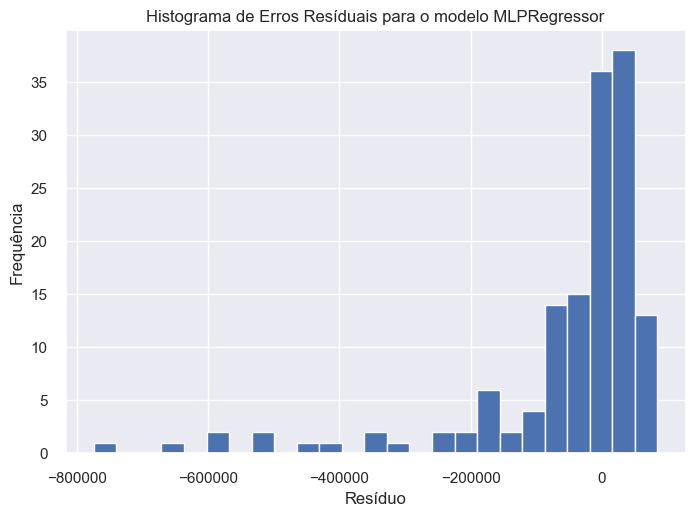 Histograma de Erros Resíduais para o modelo MLPRegressor
35
30
25
20
15
10
5
0
Frequência
−800000 −600000 −400000 −200000 0
Resíduo